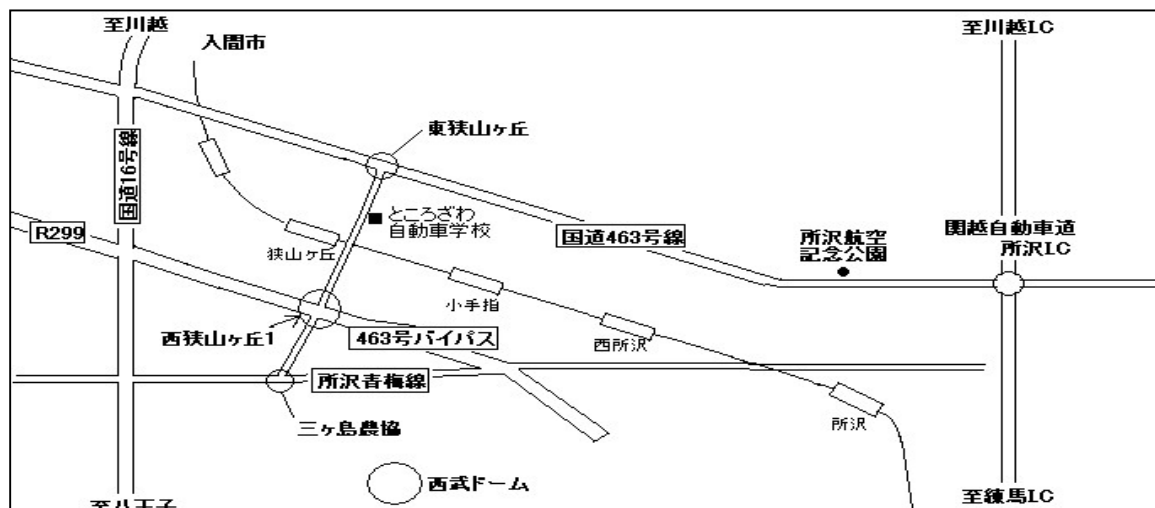 至川越
入間市
至川越I.C
東狭山ヶ丘
国道16号線
ところざわ
自動車学校
R299
国道463号線
所沢航空
記念公園
関越自動車道
所沢I.C
狭山ヶ丘
小手指
西狭山ヶ丘1
463号バイパス
西所沢
所沢青梅線
三ヶ島農協
所沢
西武ドーム
至八王子
至練馬I.C